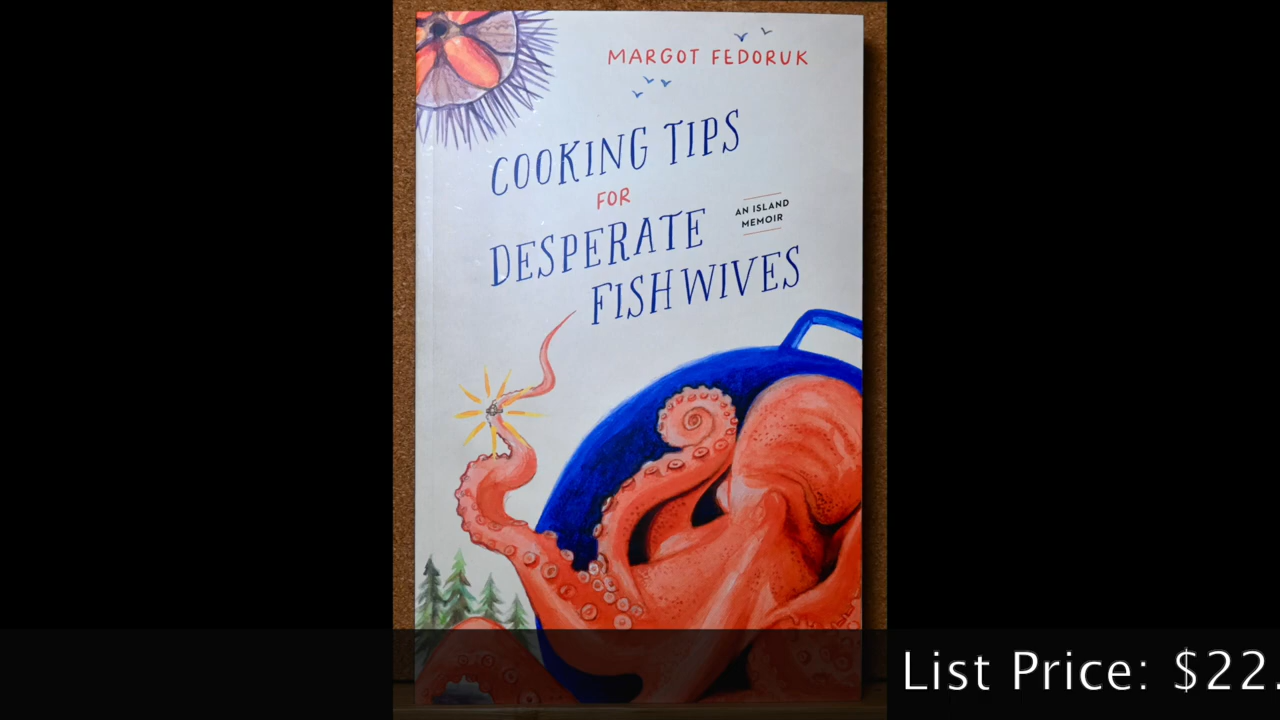 MARGOT FEDORUK
COOKING TIPS
FOR
DESPERATE
AN ISLAND
MEMOIR
FISHWIVES
List Price: $22.